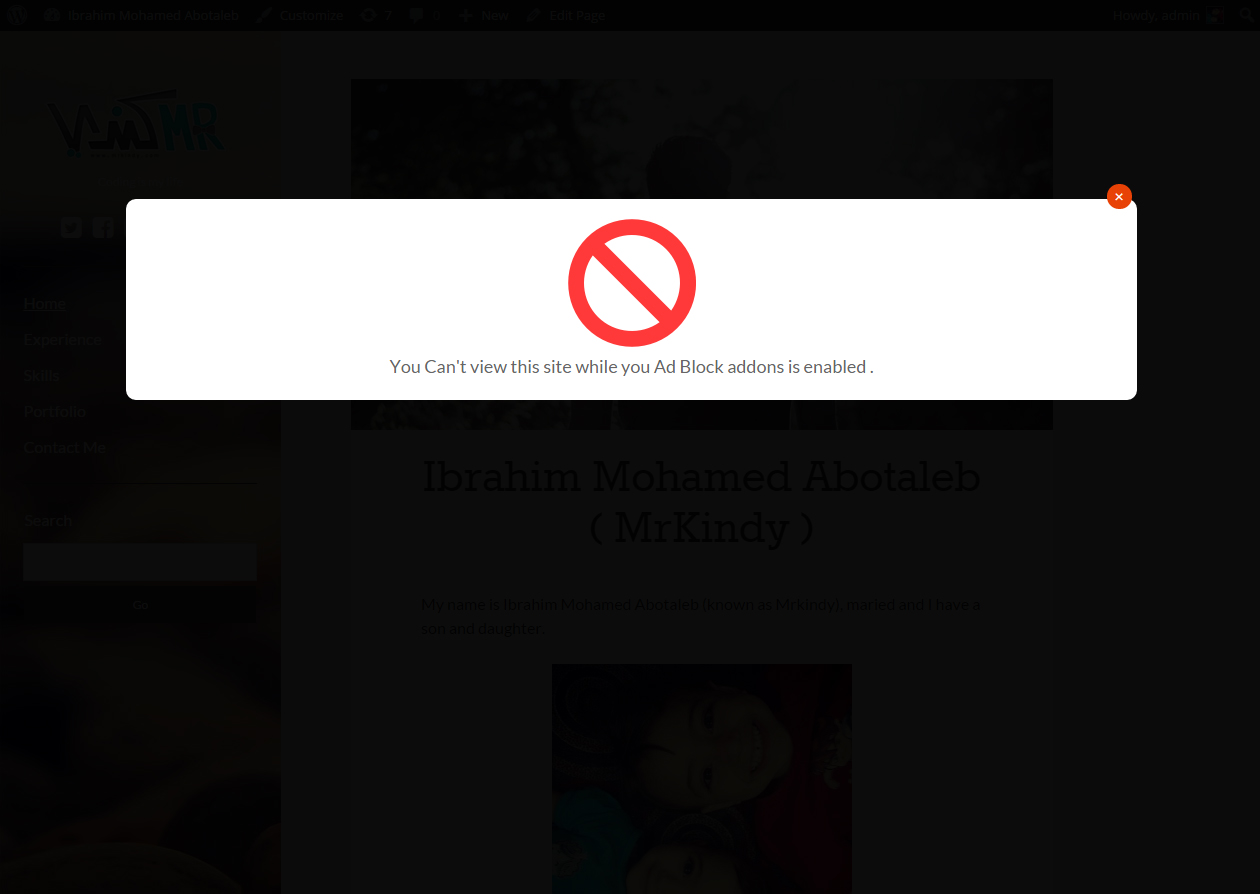 Ibrahim Mohamed Abotaleb Customize 7 0 New Edit Page Howdy, admin
MR
You Can't view this site while you Ad Block addons is enabled .
Home
Experience
Skills
Portfolio
Contact Me
Search
Go
Ibrahim Mohamed Abotaleb
( MrKindy )
My name is Ibrahim Mohamed Abotaleb (known as Mrkindy), maried and I have a
son and daughter.